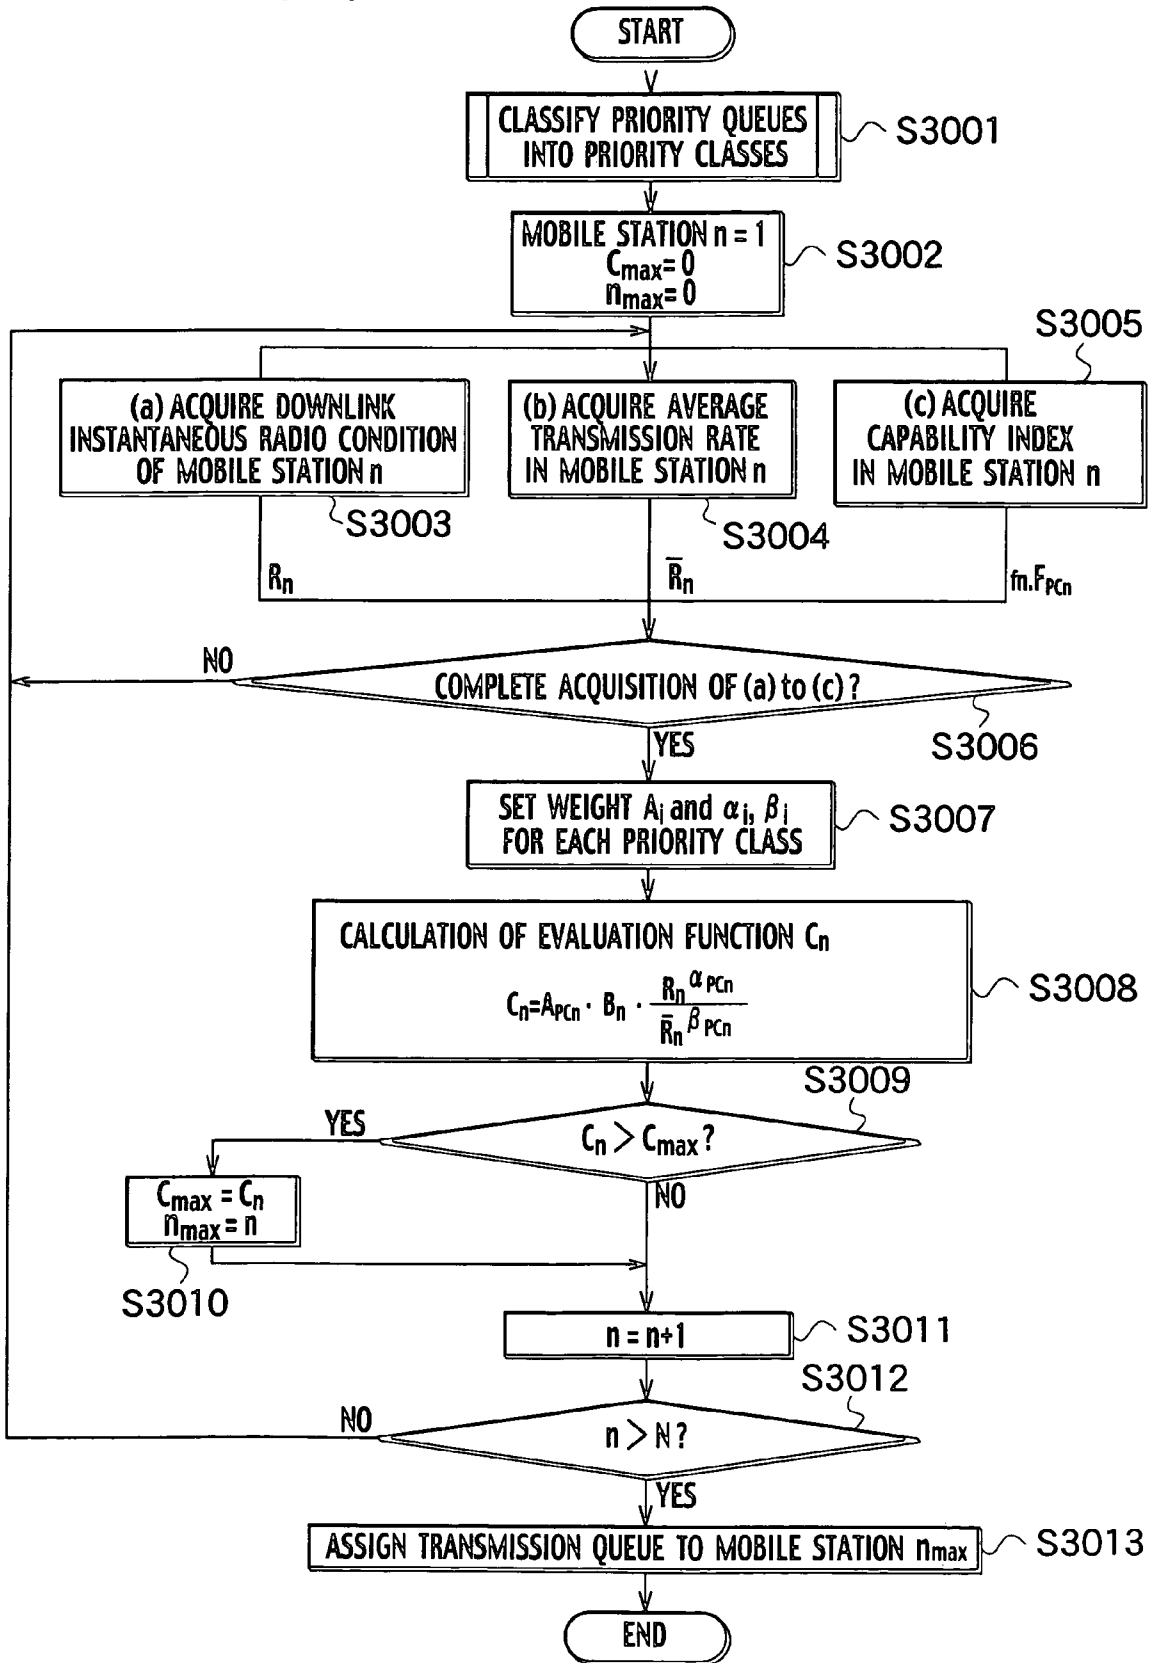 START
CLASSIFY PRIORITY QUEUES
INTO PRIORITY CLASSES
S3001
MOBILE STATION n = 1
Cmax = 0
nmax = 0
S3002
S3005
(a) ACQUIRE DOWNLINK
INSTANTANEOUS RADIO CONDITION
OF MOBILE STATION n
S3003
(b) ACQUIRE AVERAGE
TRANSMISSION RATE
IN MOBILE STATION n
S3004
(c) ACQUIRE
CAPABILITY INDEX
IN MOBILE STATION n
Rn
R̄n
fn.FPCn
NO
COMPLETE ACQUISITION OF (a) to (c) ?
S3006
YES
SET WEIGHT Ai and αi, βi
FOR EACH PRIORITY CLASS
S3007
CALCULATION OF EVALUATION FUNCTION Cn
Cn=APCn · Bn · Rn^αPCn / R̄n^βPCn
S3008
S3009
YES
Cn > Cmax ?
NO
Cmax = Cn
nmax = n
S3010
n = n+1
S3011
S3012
NO
n > N ?
YES
ASSIGN TRANSMISSION QUEUE TO MOBILE STATION nmax
S3013
END